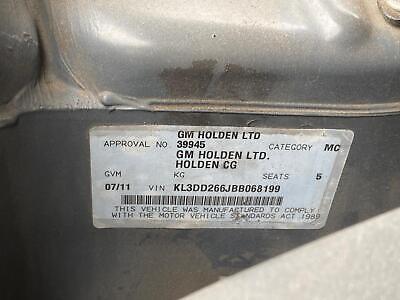 GM HOLDEN LTD
APPROVAL NO. 39945 CATEGORY MC
GM HOLDEN LTD.
HOLDEN CG
GVM KG SEATS 5
07/11 VIN KL3DD266JBB068199
THIS VEHICLE WAS MANUFACTURED TO COMPLY
WITH THE MOTOR VEHICLE STANDARDS ACT 1989